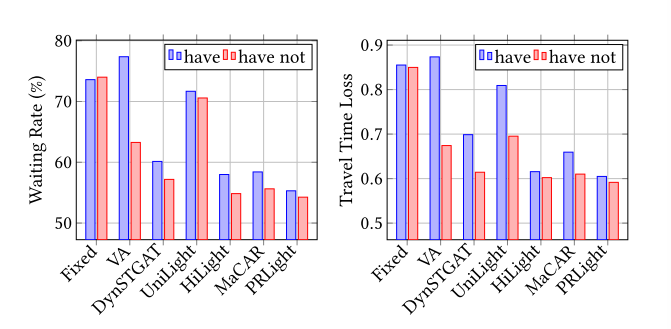 80
70
60
50
Waiting Rate (%)
have have not
Fixed
VA
DynSTGAT
UniLight
HiLight
MaCAR
PRLight
0.9
0.8
0.7
0.6
0.5
Travel Time Loss
have have not
Fixed
VA
DynSTGAT
UniLight
HiLight
MaCAR
PRLight